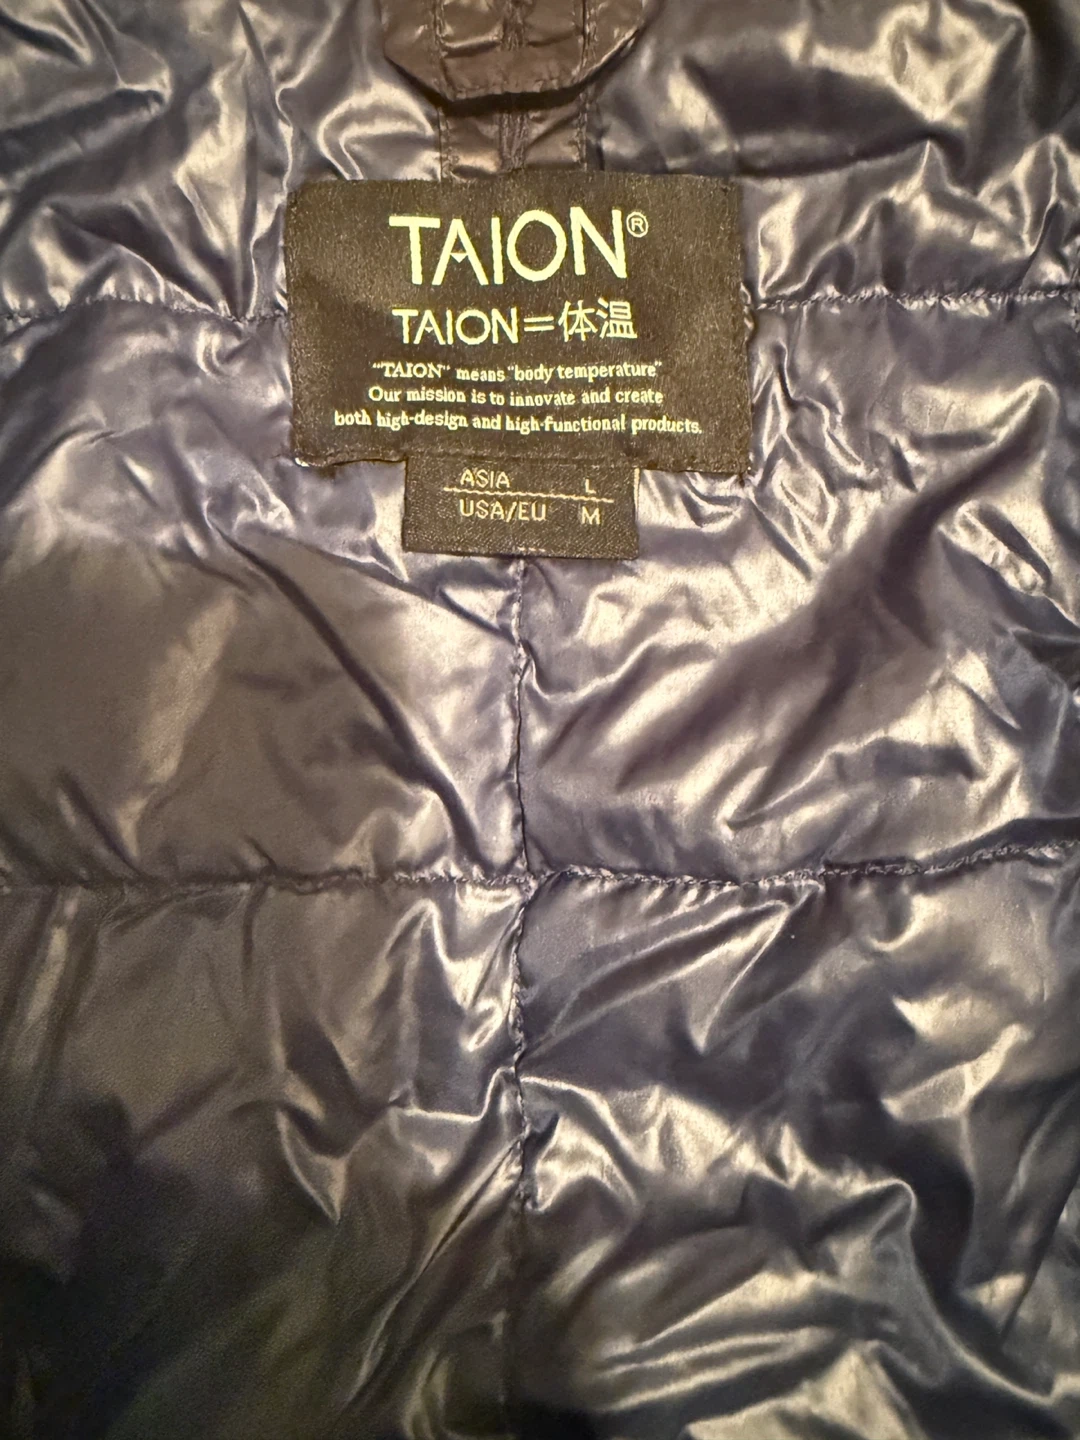 TAION®
TAION=体温
"TAION" means "body temperature"
Our mission is to innovate and create
both high-design and high-functional products.
ASIA L
USA/EU M